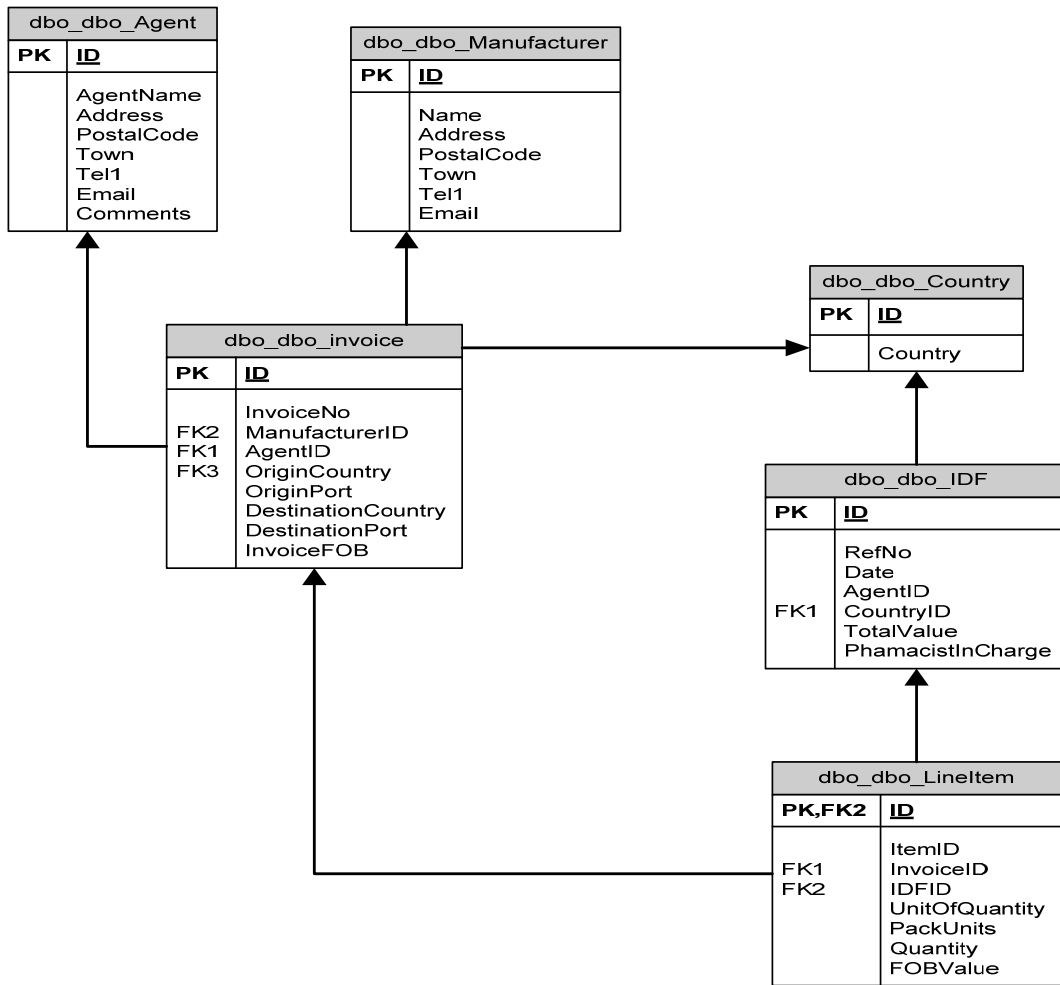 dbo_dbo_Agent
PK ID
AgentName
Address
PostalCode
Town
Tel1
Email
Comments
dbo_dbo_Manufacturer
PK ID
Name
Address
PostalCode
Town
Tel1
Email
dbo_dbo_Country
PK ID
Country
dbo_dbo_invoice
PK ID
InvoiceNo
FK2 ManufacturerID
FK1 AgentID
FK3 OriginCountry
OriginPort
DestinationCountry
DestinationPort
InvoiceFOB
dbo_dbo_IDF
PK ID
RefNo
Date
AgentID
FK1 CountryID
TotalValue
PhamacistInCharge
dbo_dbo_LineItem
PK,FK2 ID
ItemID
FK1 InvoiceID
FK2 IDFID
UnitOfQuantity
PackUnits
Quantity
FOBValue